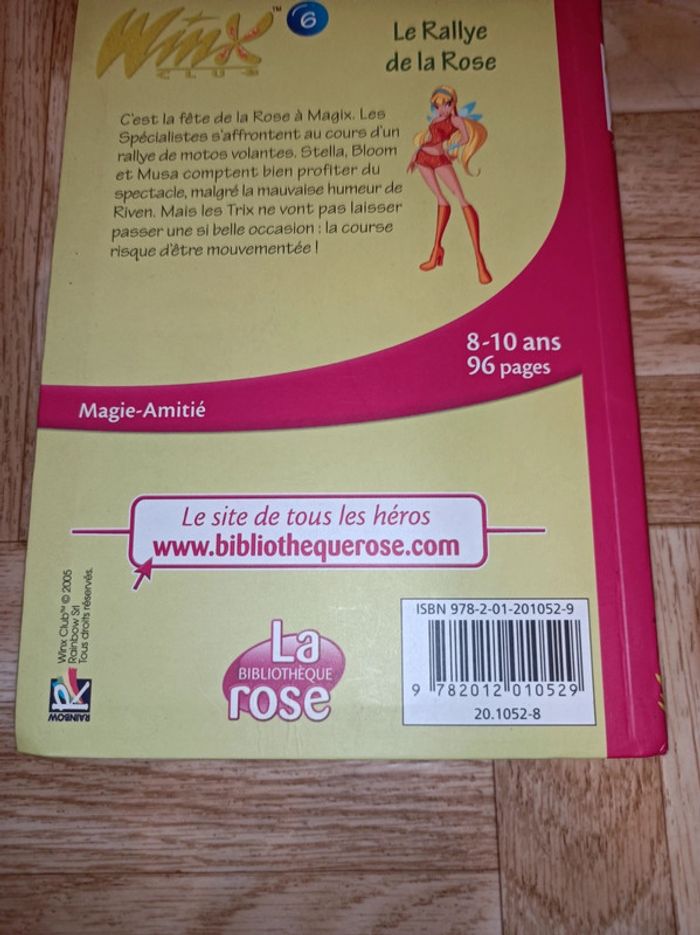 Winx™ 6
CLUB
Le Rallye
de la Rose
C'est la fête de la Rose à Magix. Les
Spécialistes s'affrontent au cours d'un
rallye de motos volantes. Stella, Bloom
et Musa comptent bien profiter du
spectacle, malgré la mauvaise humeur de
Riven. Mais les Trix ne vont pas laisser
passer une si belle occasion : la course
risque d'être mouvementée !
8-10 ans
96 pages
Magie-Amitié
Le site de tous les héros
www.bibliothequerose.com
Winx Club™ © 2005
Rainbow Srl
Tous droits réservés.
RAINBOW
La
BIBLIOTHÈQUE
rose
ISBN 978-2-01-201052-9
9 782012 010529
20.1052-8